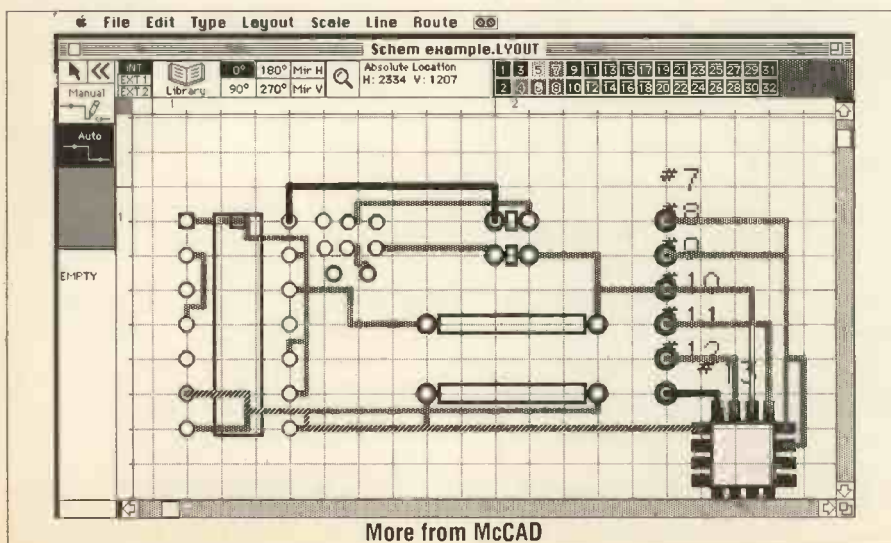 File Edit Type Layout Scale Line Route
Schem example.LYOUT
INT 0° 180° Mir H Absolute Location 1 3 5 7 9 11 13 15 17 19 21 23 25 27 29 31
EXT 1 H: 2334 V: 1207
EXT 2 Library 90° 270° Mir V 2 4 6 8 10 12 14 16 18 20 22 24 26 28 30 32
Manual
1 2
Auto
#7
1
#8
#9
EMPTY
#10
#11
#12
#13
More from McCAD